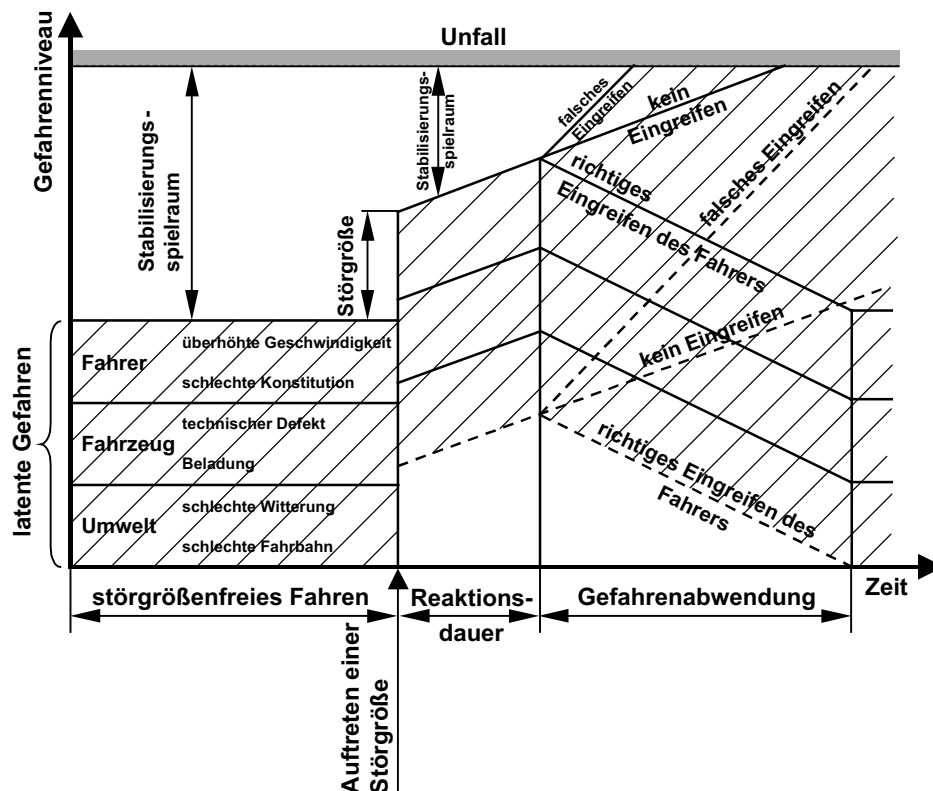 Unfall
Gefahrenniveau
Stabilisierungs-
spielraum
Stabilisierungs-
spielraum
Störgröße
falsches
Eingreifen
kein
Eingreifen
richtiges
Eingreifen des Fahrers
falsches Eingreifen
kein Eingreifen
richtiges Eingreifen des
Fahrers
latente Gefahren
Fahrer
überhöhte Geschwindigkeit
schlechte Konstitution
Fahrzeug
technischer Defekt
Beladung
Umwelt
schlechte Witterung
schlechte Fahrbahn
störgrößenfreies Fahren
Reaktions-
dauer
Gefahrenabwendung
Zeit
Auftreten einer
Störgröße